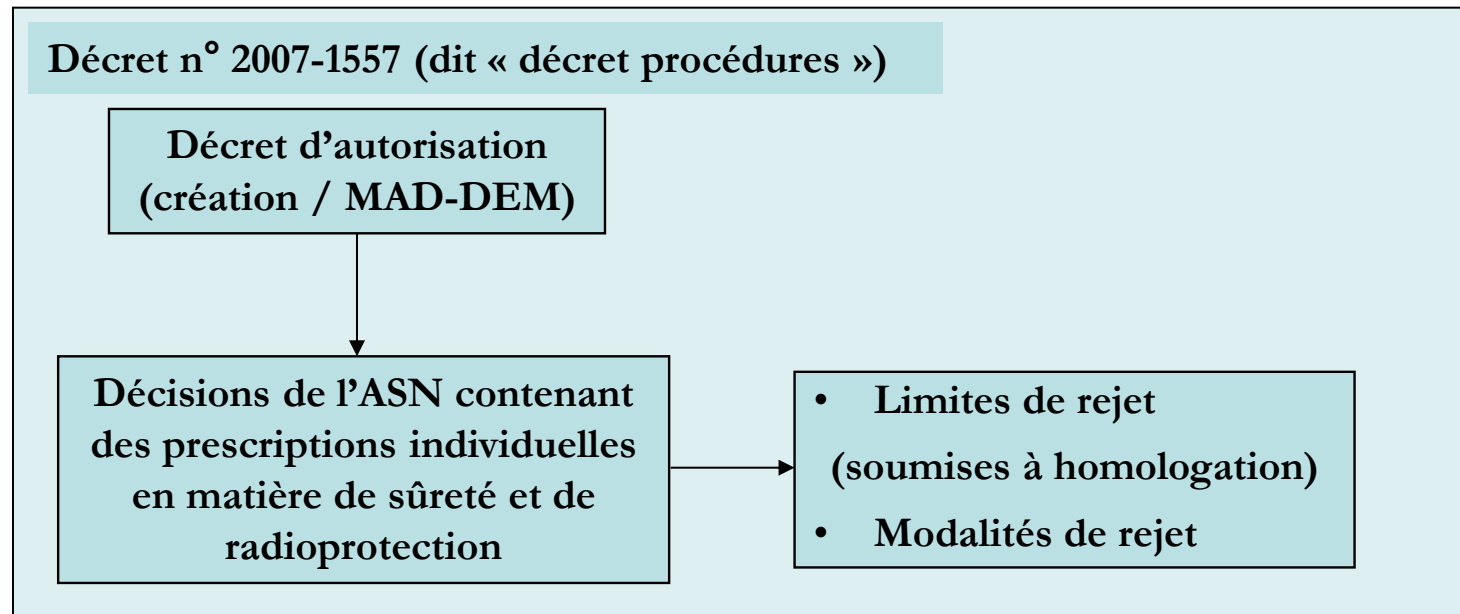 Décret n° 2007-1557 (dit « décret procédures »)
Décret d’autorisation
(création / MAD-DEM)
Décisions de l’ASN contenant
des prescriptions individuelles
en matière de sûreté et de
radioprotection
• Limites de rejet
(soumises à homologation)
• Modalités de rejet